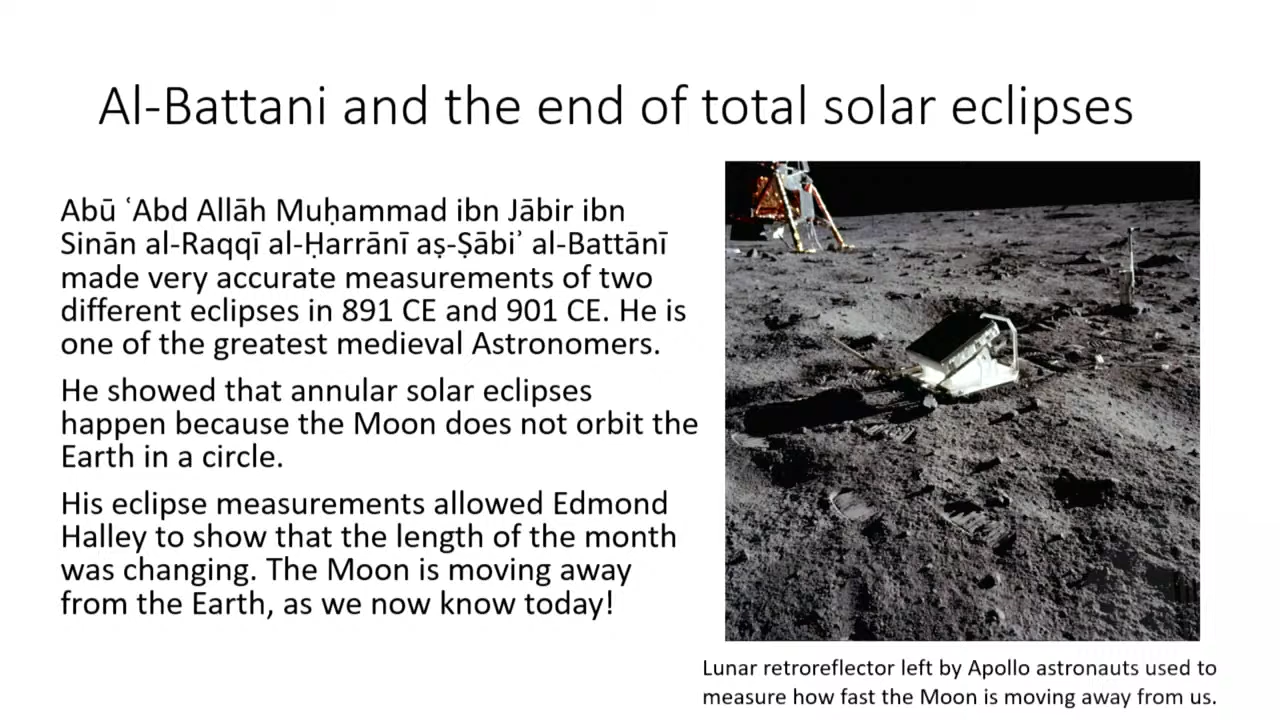 Al-Battani and the end of total solar eclipses
Abū ʿAbd Allāh Muḥammad ibn Jābir ibn
Sinān al-Raqqī al-Ḥarrānī aṣ-Ṣābiʾ al-Battānī
made very accurate measurements of two
different eclipses in 891 CE and 901 CE. He is
one of the greatest medieval Astronomers.
He showed that annular solar eclipses
happen because the Moon does not orbit the
Earth in a circle.
His eclipse measurements allowed Edmond
Halley to show that the length of the month
was changing. The Moon is moving away
from the Earth, as we now know today!
Lunar retroreflector left by Apollo astronauts used to
measure how fast the Moon is moving away from us.